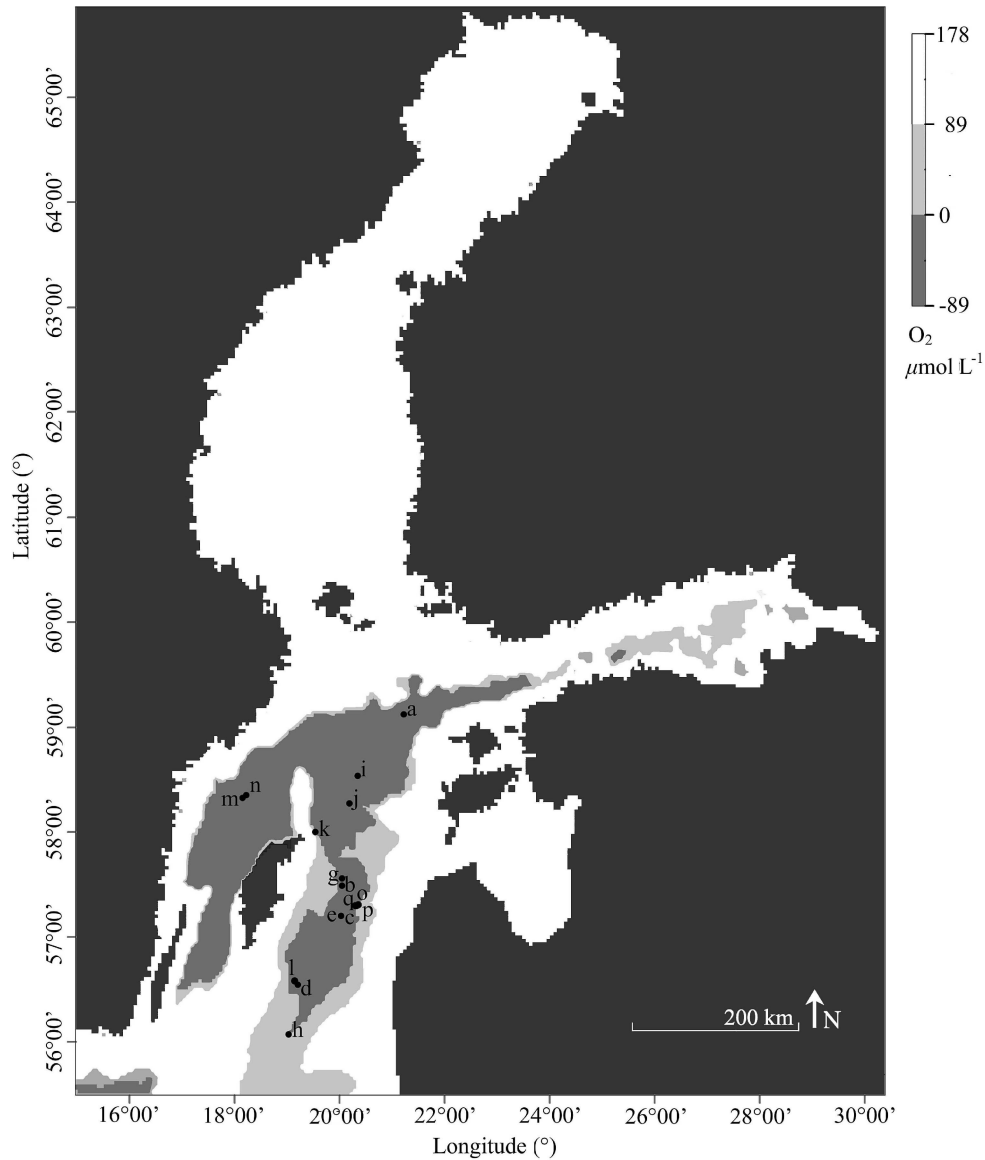 178
89
0
-89
O₂
µmol L⁻¹
65°00’
64°00’
63°00’
62°00’
61°00’
60°00’
59°00’
58°00’
57°00’
56°00’
Latitude (°)
a
i
n
m
j
k
g
b
o
q
p
e
c
l
d
h
200 km
N
16°00’ 18°00’ 20°00’ 22°00’ 24°00’ 26°00’ 28°00’ 30°00’
Longitude (°)